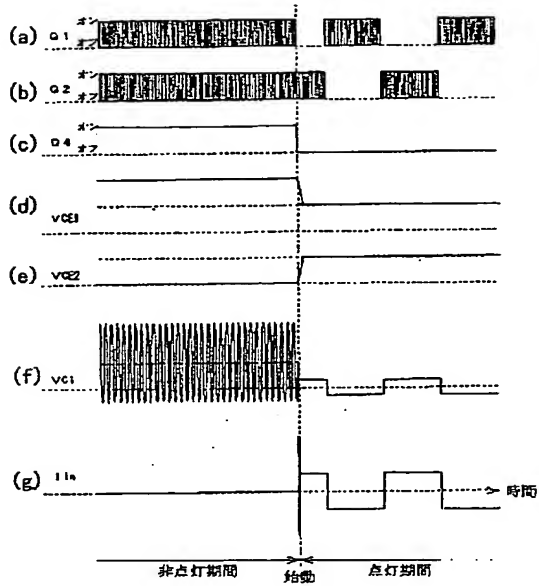 (a) Q1 オン
オフ
(b) Q2 オン
オフ
(c) Q4 オン
オフ
(d) VCE1
(e) VCE2
(f) VC1
(g) Ila
時間
非点灯期間 始動 点灯期間